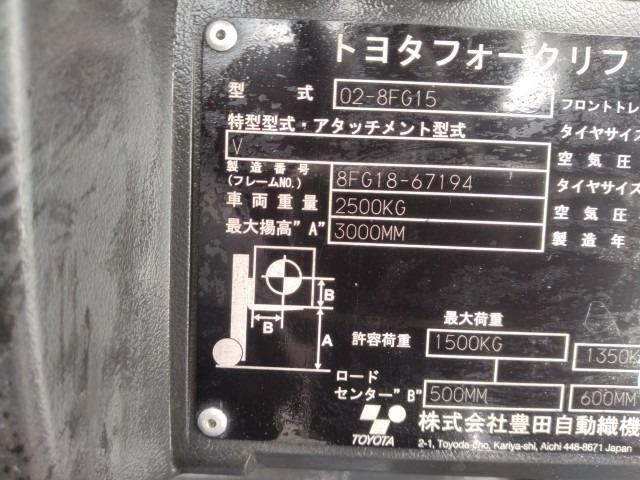 トヨタフォークリフ
型 式 02-8FG15 フロントトレ
特型型式・アタッチメント型式 タイヤサイズ
V 空気圧
製造番号 (フレームNO.) 8FG18-67194 タイヤサイズ
車両重量 2500KG 空気圧
最大揚高"A" 3000MM 製造年
B
B
A
最大荷重
許容荷重 1500KG 1350K
ロード
センター"B" 500MM 600MM
TOYOTA 株式会社豊田自動織機
2-1, Toyoda-cho, Kariya-shi, Aichi 448-8671 Japan